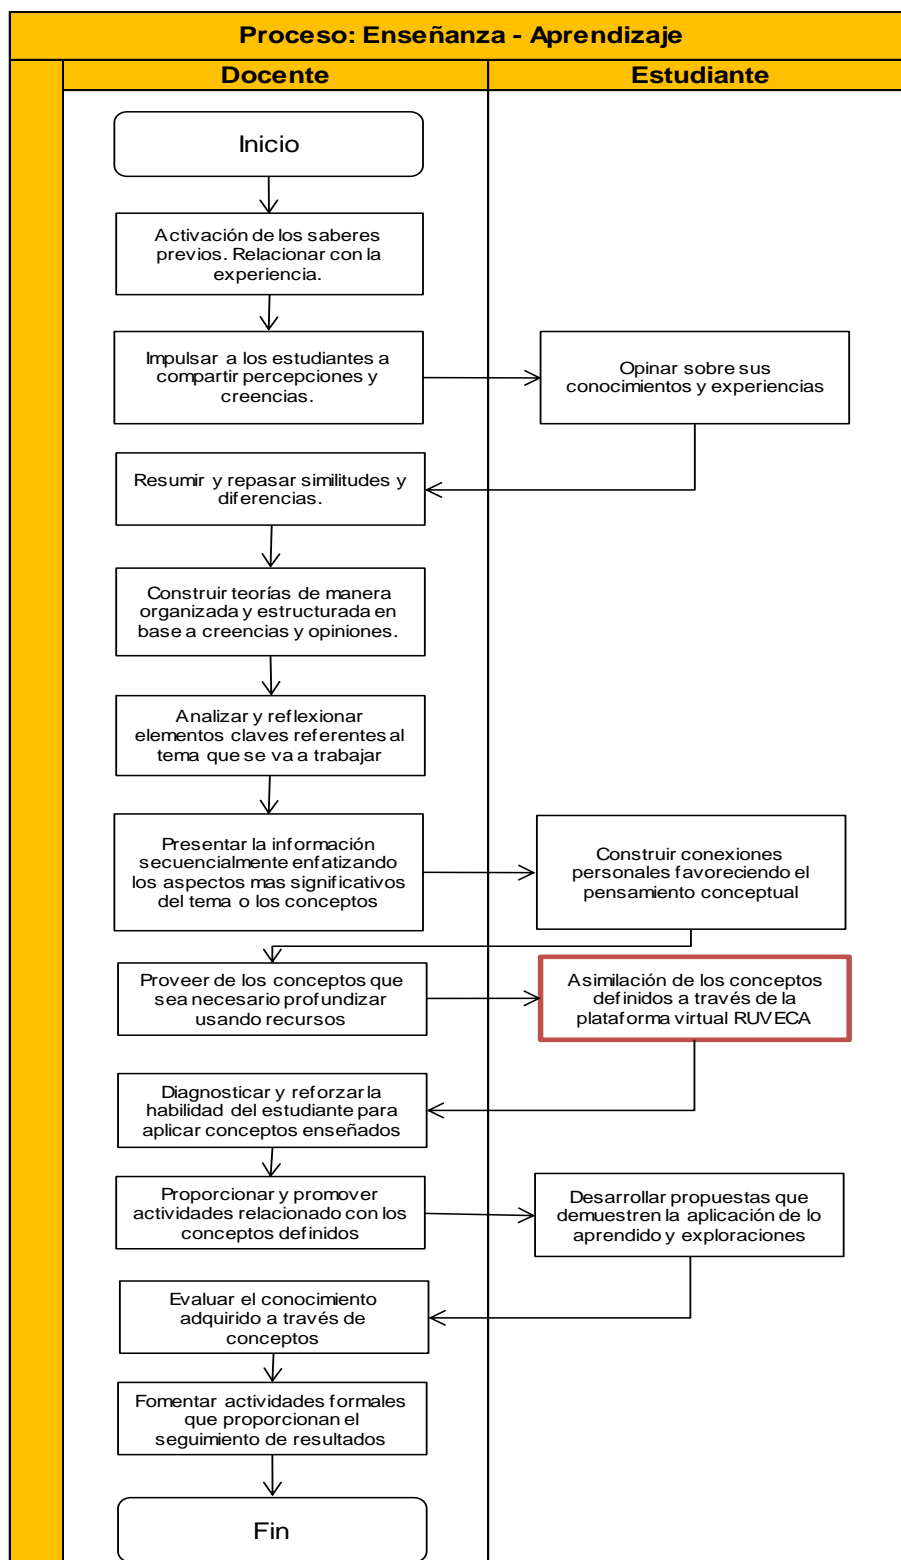 Proceso: Enseñanza - Aprendizaje
Docente
Estudiante
Inicio
Activación de los saberes
previos. Relacionar con la
experiencia.
Impulsar a los estudiantes a
compartir percepciones y
creencias.
Opinar sobre sus
conocimientos y experiencias
Resumir y repasar similitudes y
diferencias.
Construir teorías de manera
organizada y estructurada en
base a creencias y opiniones.
Analizar y reflexionar
elementos claves referentes al
tema que se va a trabajar
Presentar la información
secuencialmente enfatizando
los aspectos mas significativos
del tema o los conceptos
Construir conexiones
personales favoreciendo el
pensamiento conceptual
Proveer de los conceptos que
sea necesario profundizar
usando recursos
Asimilación de los conceptos
definidos a través de la
plataforma virtual RUVECA
Diagnosticar y reforzar la
habilidad del estudiante para
aplicar conceptos enseñados
Proporcionar y promover
actividades relacionado con los
conceptos definidos
Desarrollar propuestas que
demuestren la aplicación de lo
aprendido y exploraciones
Evaluar el conocimiento
adquirido a través de
conceptos
Fomentar actividades formales
que proporcionan el
seguimiento de resultados
Fin